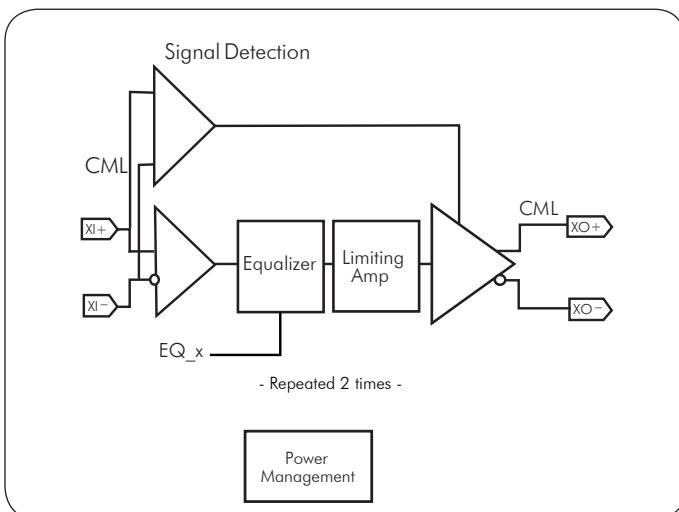 Signal Detection
CML
XI+
XI−
Equalizer
Limiting
Amp
CML
XO+
XO−
EQ_x
- Repeated 2 times -
Power
Management